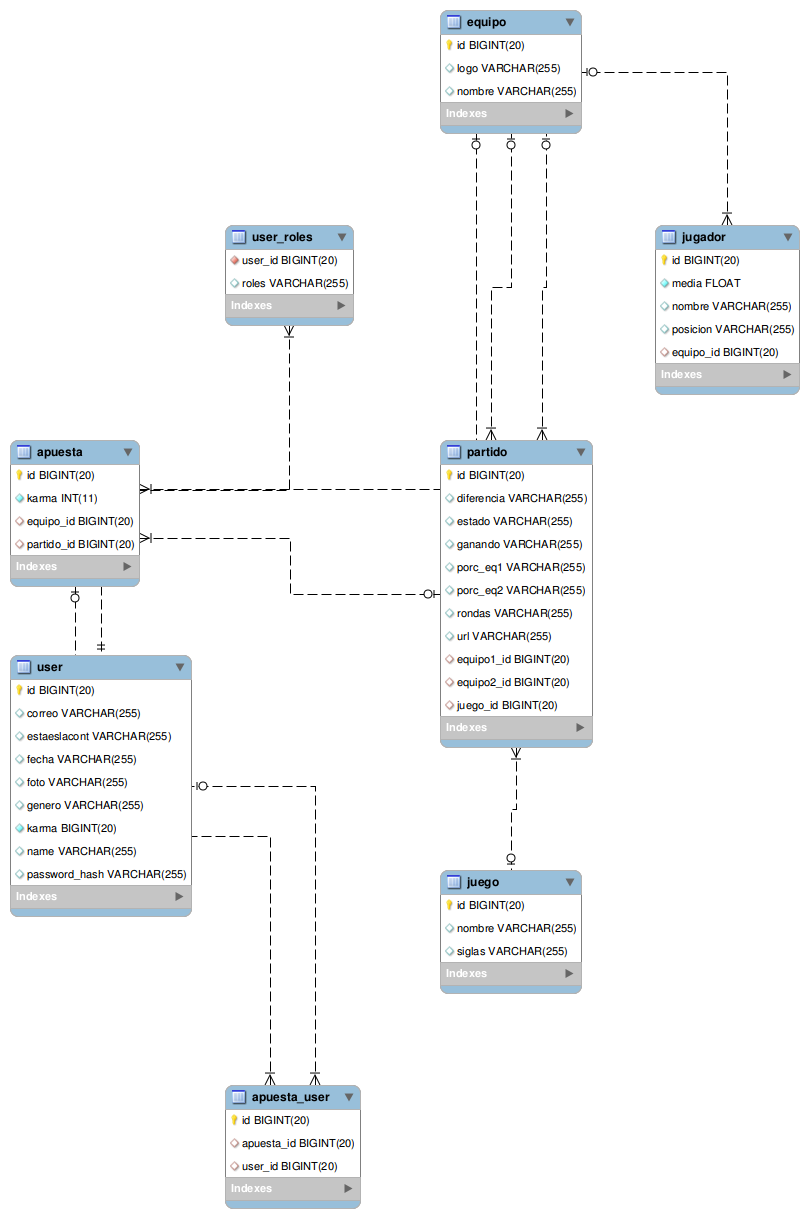 equipo
id BIGINT(20)
logo VARCHAR(255)
nombre VARCHAR(255)
Indexes
user_roles
user_id BIGINT(20)
roles VARCHAR(255)
Indexes
jugador
id BIGINT(20)
media FLOAT
nombre VARCHAR(255)
posicion VARCHAR(255)
equipo_id BIGINT(20)
Indexes
apuesta
id BIGINT(20)
karma INT(11)
equipo_id BIGINT(20)
partido_id BIGINT(20)
Indexes
partido
id BIGINT(20)
diferencia VARCHAR(255)
estado VARCHAR(255)
ganando VARCHAR(255)
porc_eq1 VARCHAR(255)
porc_eq2 VARCHAR(255)
rondas VARCHAR(255)
url VARCHAR(255)
equipo1_id BIGINT(20)
equipo2_id BIGINT(20)
juego_id BIGINT(20)
Indexes
user
id BIGINT(20)
correo VARCHAR(255)
estaeslacont VARCHAR(255)
fecha VARCHAR(255)
foto VARCHAR(255)
genero VARCHAR(255)
karma BIGINT(20)
name VARCHAR(255)
password_hash VARCHAR(255)
Indexes
juego
id BIGINT(20)
nombre VARCHAR(255)
siglas VARCHAR(255)
Indexes
apuesta_user
id BIGINT(20)
apuesta_id BIGINT(20)
user_id BIGINT(20)
Indexes